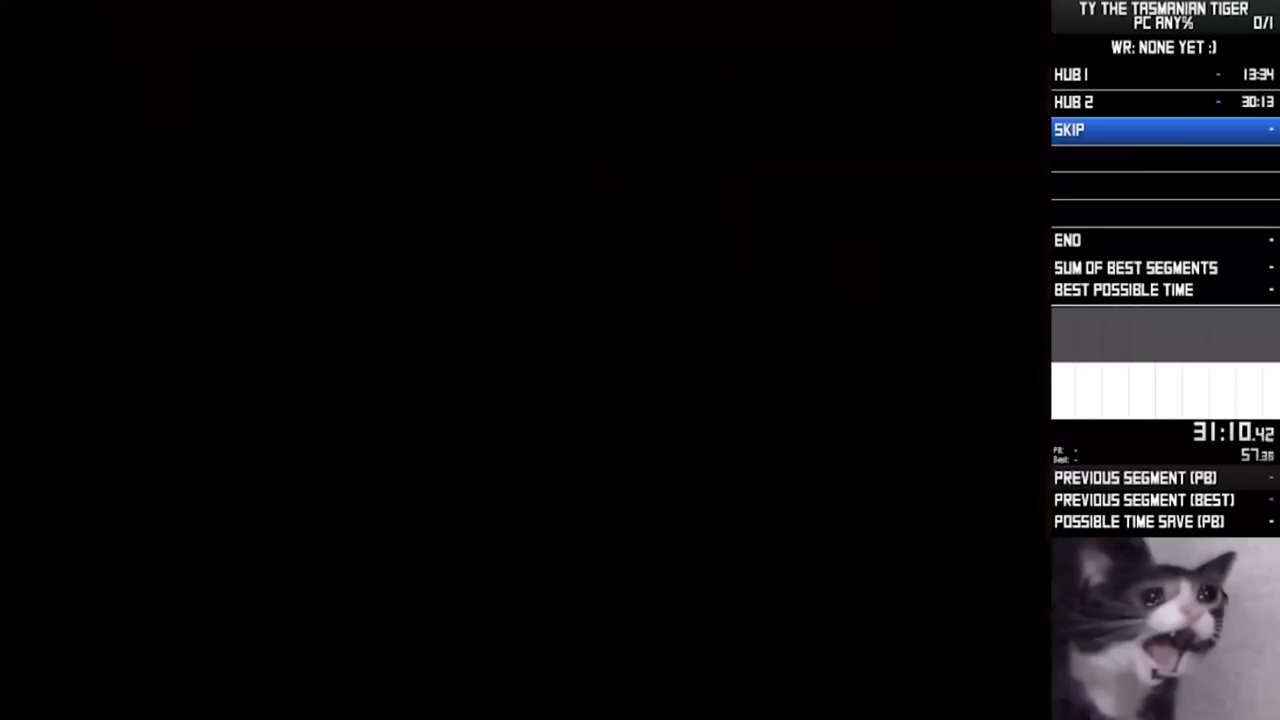 TY THE TASMANIAN TIGER
PC ANY% 0/1
WR: NONE YET :)
HUB 1 - 13:34
HUB 2 - 30:13
SKIP -
END -
SUM OF BEST SEGMENTS -
BEST POSSIBLE TIME -
31:10.42
PB: -
Best: -
57.36
PREVIOUS SEGMENT (PB) -
PREVIOUS SEGMENT (BEST) -
POSSIBLE TIME SAVE (PB) -